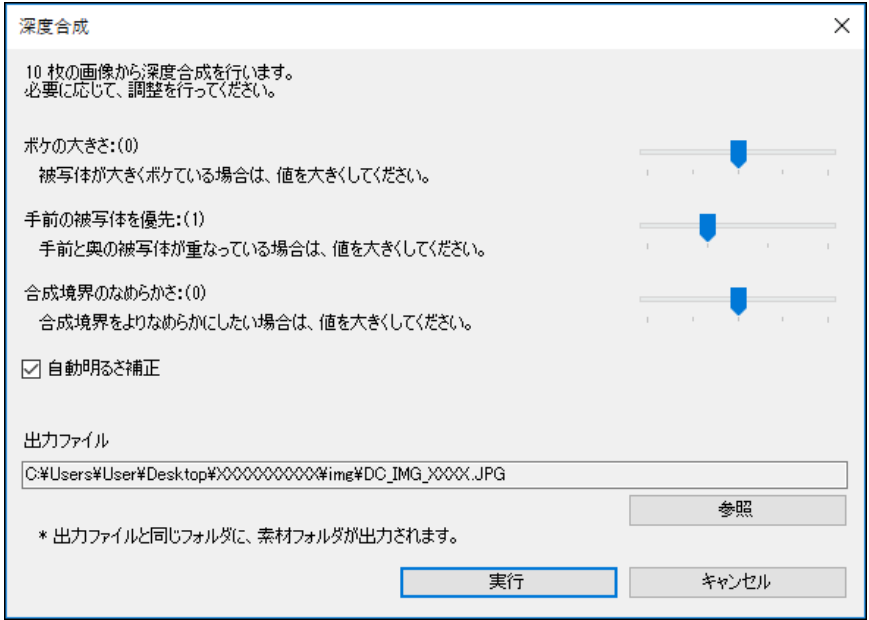 深度合成
10 枚の画像から深度合成を行います。
必要に応じて、調整を行ってください。
ボケの大きさ:(0)
被写体が大きくボケている場合は、値を大きくしてください。
手前の被写体を優先:(1)
手前と奥の被写体が重なっている場合は、値を大きくしてください。
合成境界のなめらかさ:(0)
合成境界をよりなめらかにしたい場合は、値を大きくしてください。
自動明るさ補正
出力ファイル
C:¥Users¥User¥Desktop¥XXXXXXXXXX¥img¥DC_IMG_XXXX.JPG
参照
* 出力ファイルと同じフォルダに、素材フォルダが出力されます。
実行
キャンセル